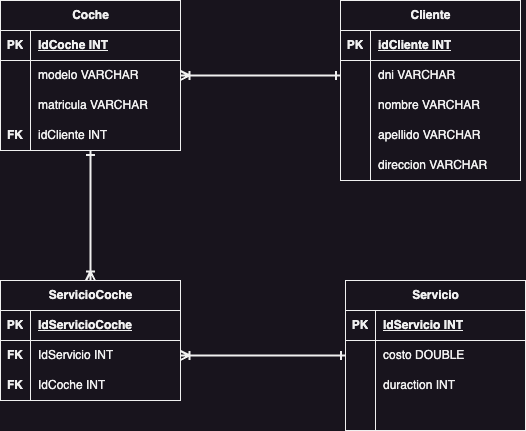 Coche
PK IdCoche INT
modelo VARCHAR
matricula VARCHAR
FK idCliente INT
Cliente
PK idCliente INT
dni VARCHAR
nombre VARCHAR
apellido VARCHAR
direccion VARCHAR
ServicioCoche
PK IdServicioCoche
FK IdServicio INT
FK IdCoche INT
Servicio
PK IdServicio INT
costo DOUBLE
duraction INT